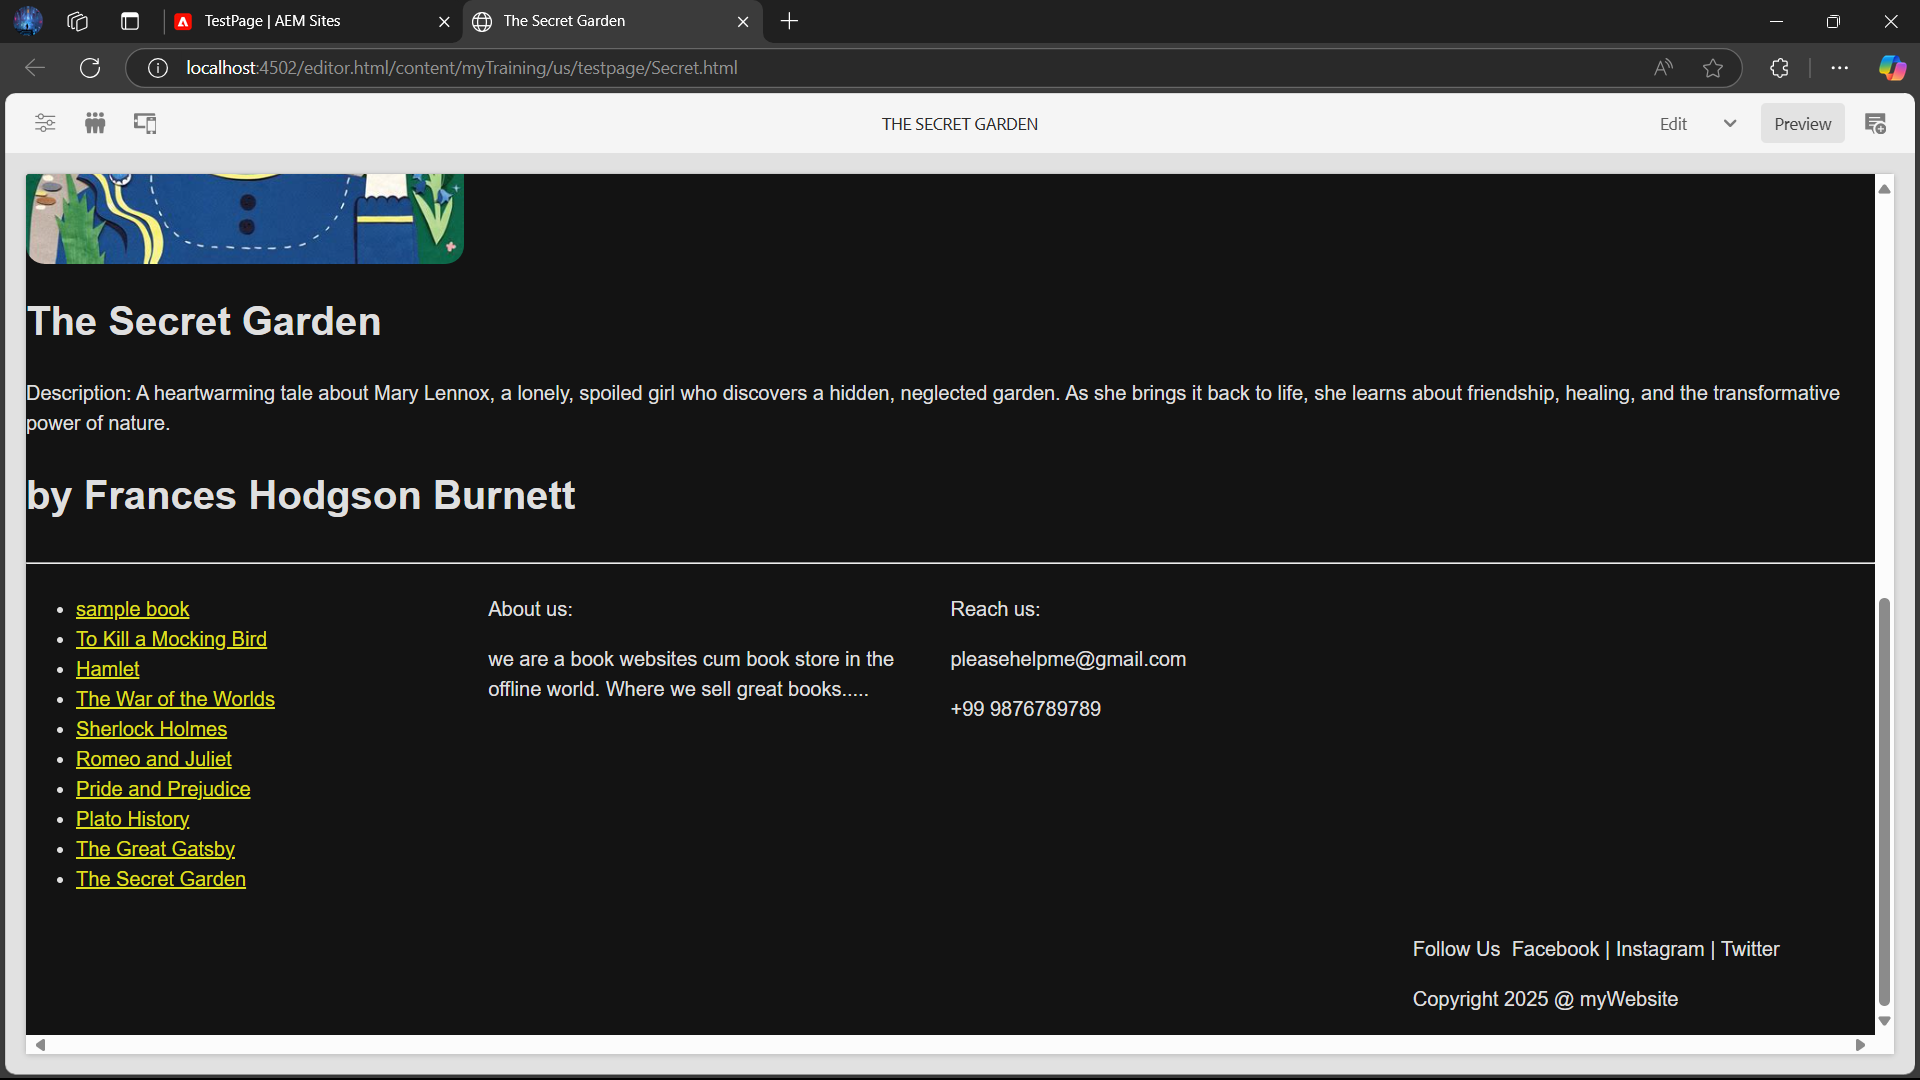 TestPage | AEM Sites
The Secret Garden
localhost:4502/editor.html/content/myTraining/us/testpage/Secret.html
THE SECRET GARDEN
Edit
Preview
The Secret Garden
Description: A heartwarming tale about Mary Lennox, a lonely, spoiled girl who discovers a hidden, neglected garden. As she brings it back to life, she learns about friendship, healing, and the transformative
power of nature.
by Frances Hodgson Burnett
sample book
To Kill a Mocking Bird
Hamlet
The War of the Worlds
Sherlock Holmes
Romeo and Juliet
Pride and Prejudice
Plato History
The Great Gatsby
The Secret Garden
About us:
we are a book websites cum book store in the
offline world. Where we sell great books.....
Reach us:
pleasehelpme@gmail.com
+99 9876789789
Follow Us  Facebook | Instagram | Twitter
Copyright 2025 @ myWebsite